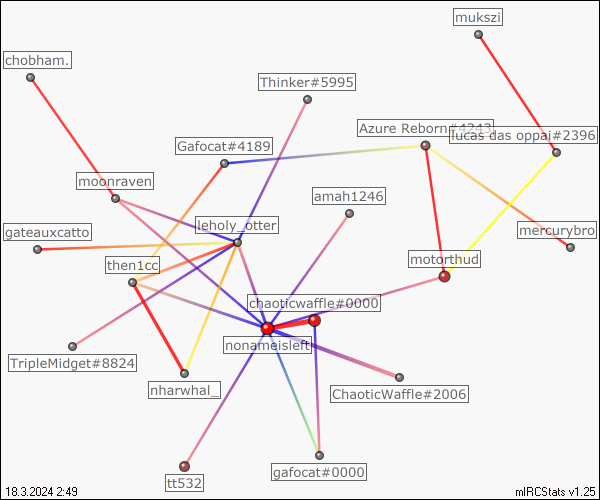 mukszi
chobham.
Thinker#5995
Azure Reborn#4243
lucas das oppai#2396
Gafocat#4189
moonraven
amah1246
leholy_otter
gateauxcatto
mercurybro
then1cc
motorthud
chaoticwaffle#0000
nonameisleft
TripleMidget#8824
nharwhal_
ChaoticWaffle#2006
gafocat#0000
tt532
18.3.2024 2:49
mIRCStats v1.25